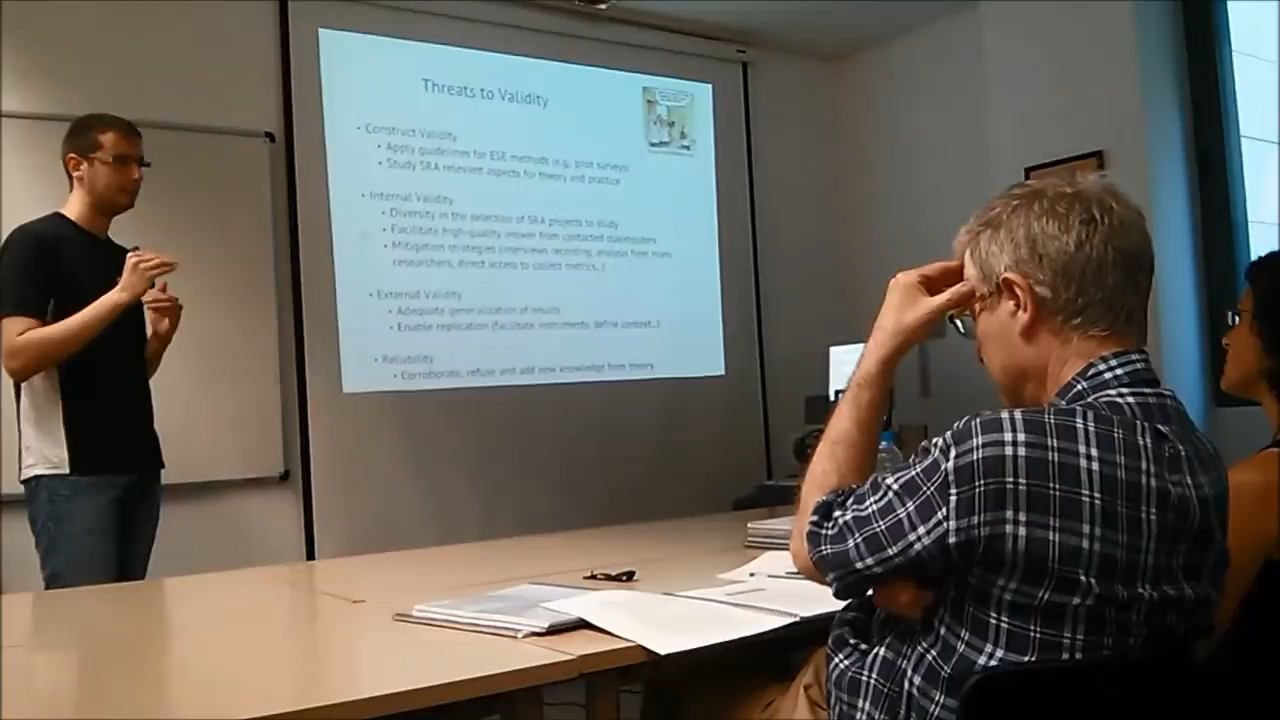 Threats to Validity
• Construct Validity
• Apply guidelines for ESE methods (e.g., pilot surveys)
• Study SRA relevant aspects for theory and practice
• Internal Validity
• Diversity in the selection of SRA projects to study
• Facilitate high-quality answer from contacted stakeholders
• Mitigation strategies (interviews recording, analysis from many
researchers, direct access to collect metrics..)
• External Validity
• Adequate generalization of results
• Enable replication (facilitate instruments, define context...)
• Reliability
• Corroborate, refuse and add new knowledge from theory